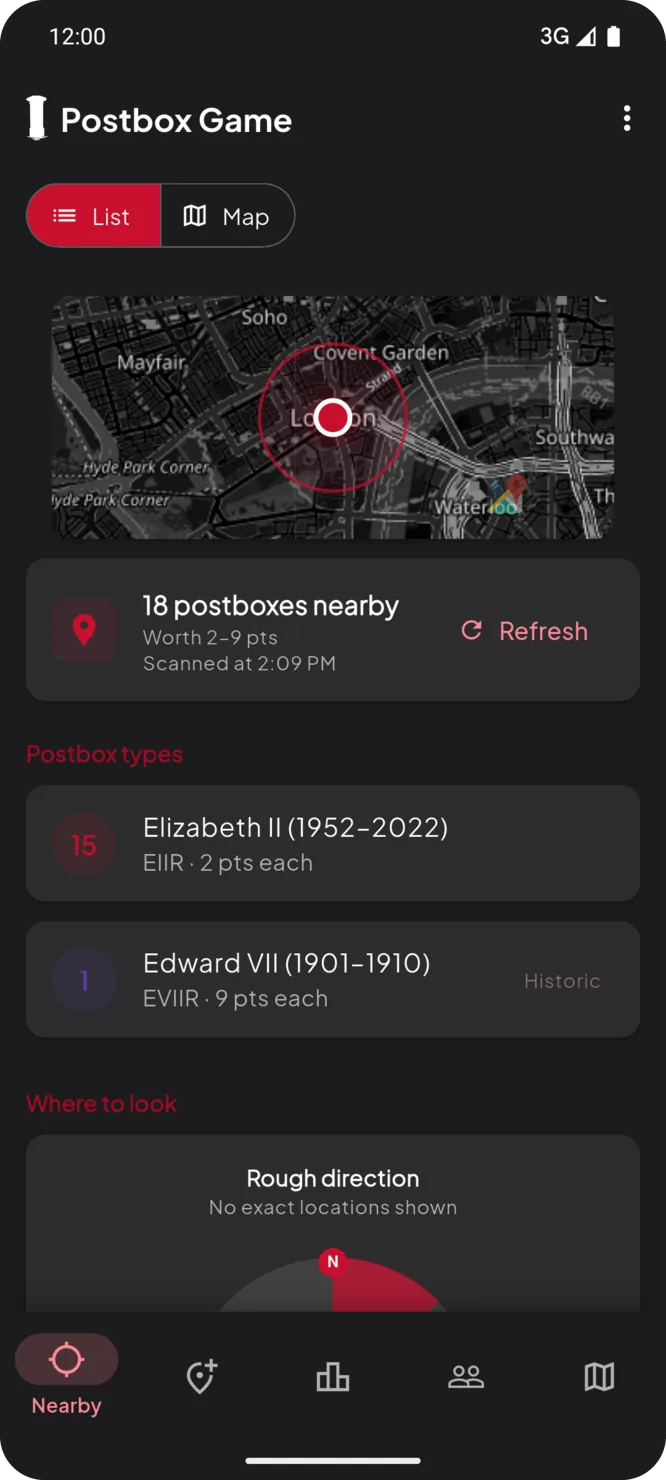 12:00
3G
Postbox Game
List
Map
Soho
Mayfair
Covent Garden
Strand
Hyde Park Corner
Hyde Park Corner
Waterloo
18 postboxes nearby
Worth 2–9 pts
Scanned at 2:09 PM
Refresh
Postbox types
15
Elizabeth II (1952–2022)
EIIR · 2 pts each
1
Edward VII (1901–1910)
EVIIR · 9 pts each
Historic
Where to look
Rough direction
No exact locations shown
N
Nearby